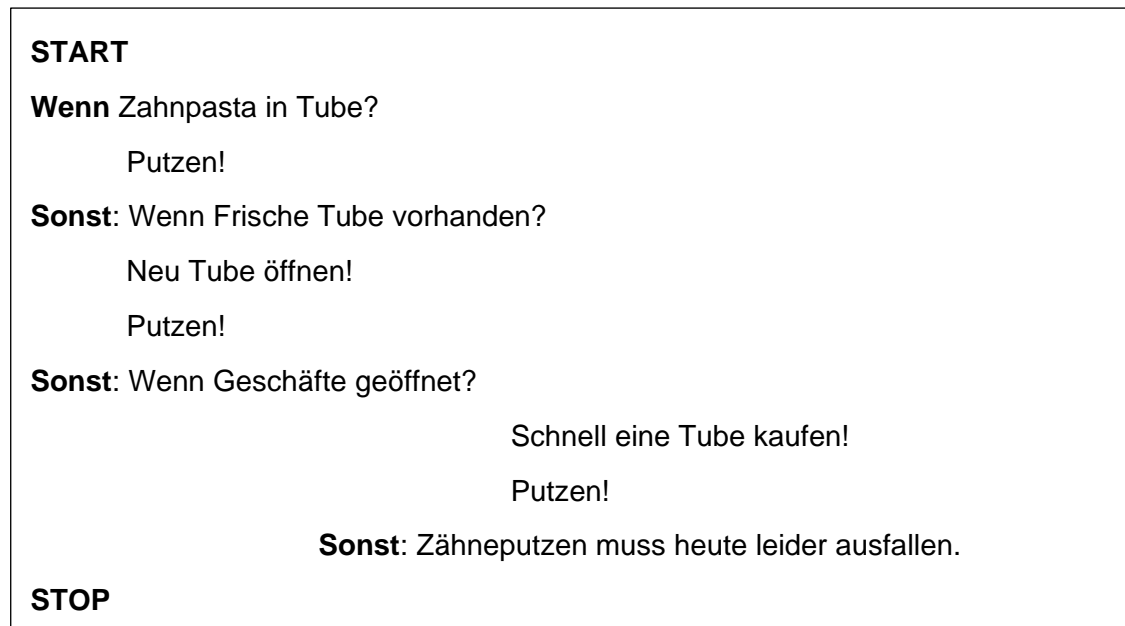 START
Wenn Zahnpasta in Tube?
Putzen!
Sonst: Wenn Frische Tube vorhanden?
Neu Tube öffnen!
Putzen!
Sonst: Wenn Geschäfte geöffnet?
Schnell eine Tube kaufen!
Putzen!
Sonst: Zähneputzen muss heute leider ausfallen.
STOP